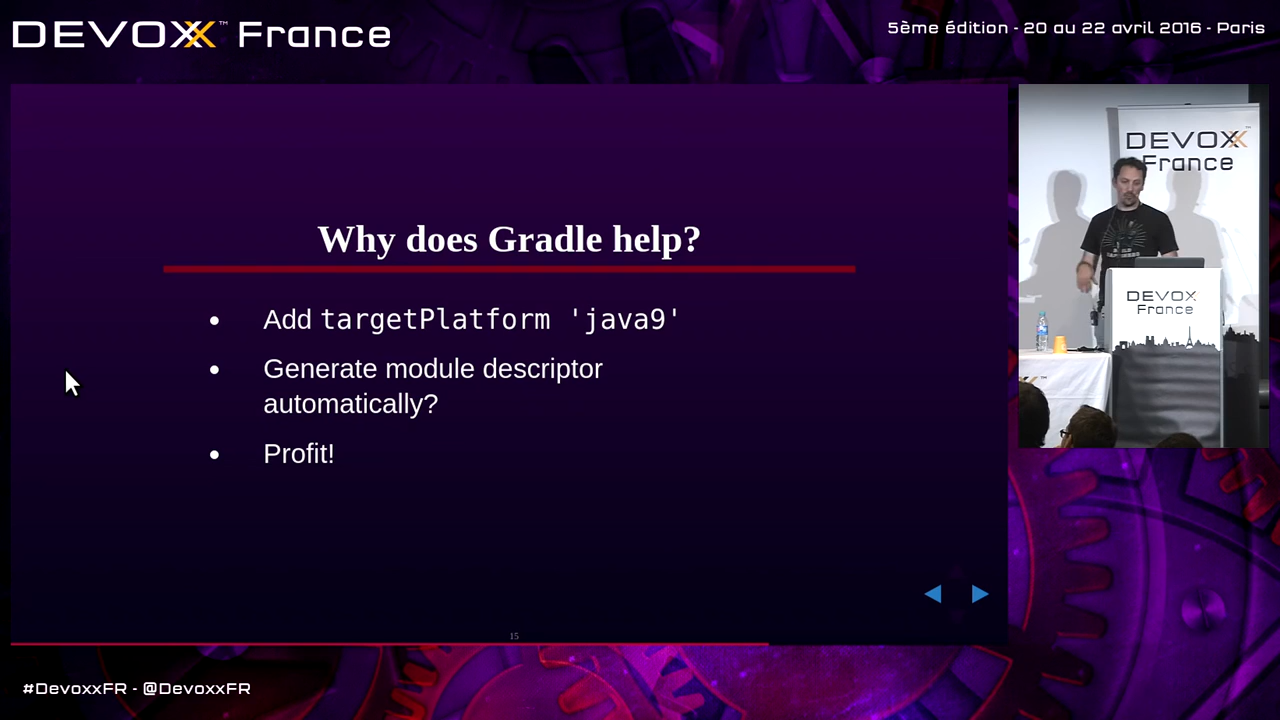 DEVOXX™ France
5ème édition - 20 au 22 avril 2016 - Paris
Why does Gradle help?
• Add targetPlatform 'java9'
• Generate module descriptor
automatically?
• Profit!
15
DEVOXX
France
DEVOXX
France
#DevoxxFR - @DevoxxFR